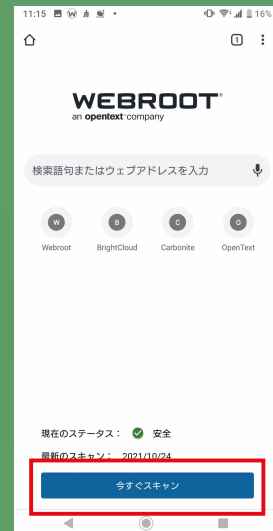 11:15
16%
1
WEBROOT
an opentext company
検索語句またはウェブアドレスを入力
W B C O
Webroot BrightCloud Carbonite OpenText
現在のステータス： 安全
最新のスキャン： 2021/10/24
今すぐスキャン